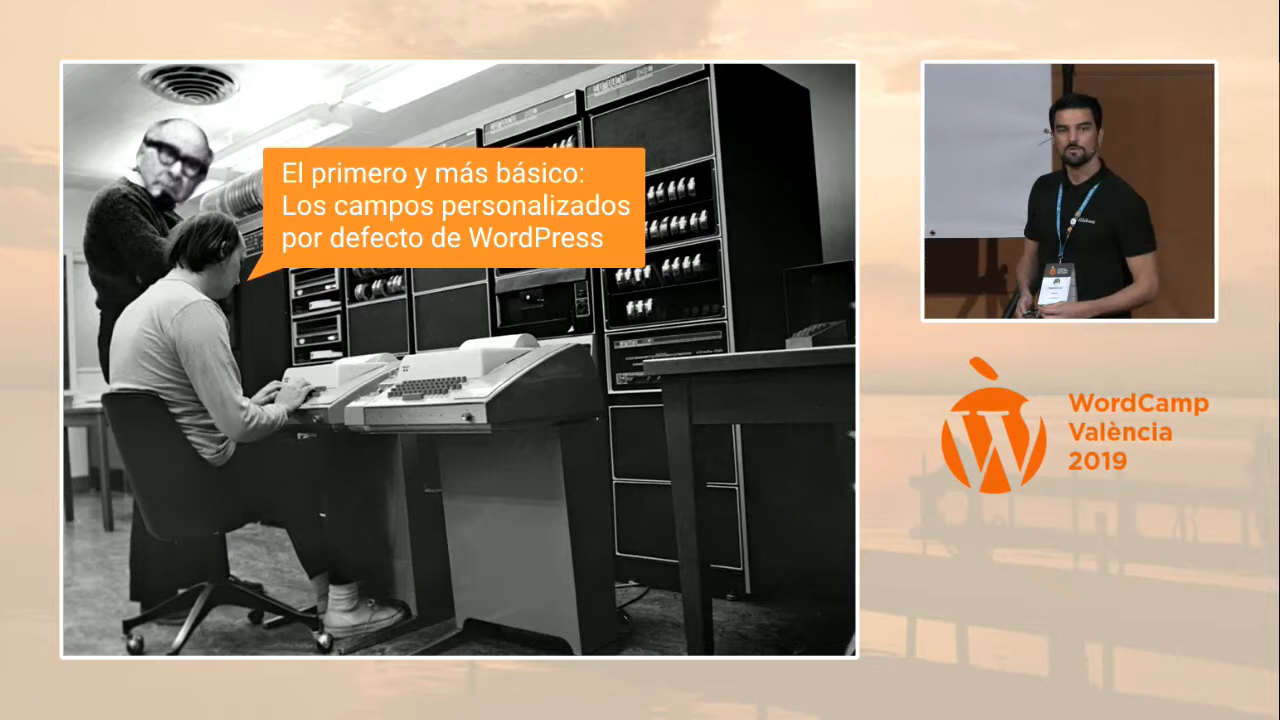 El primero y más básico:
Los campos personalizados
por defecto de WordPress
WordCamp
València
2019